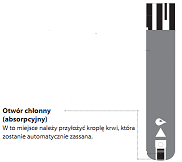 Otwór chłonny
(absorpcyjny)
W to miejsce należy przyłożyć kroplę krwi, która
zostanie automatycznie zassana.